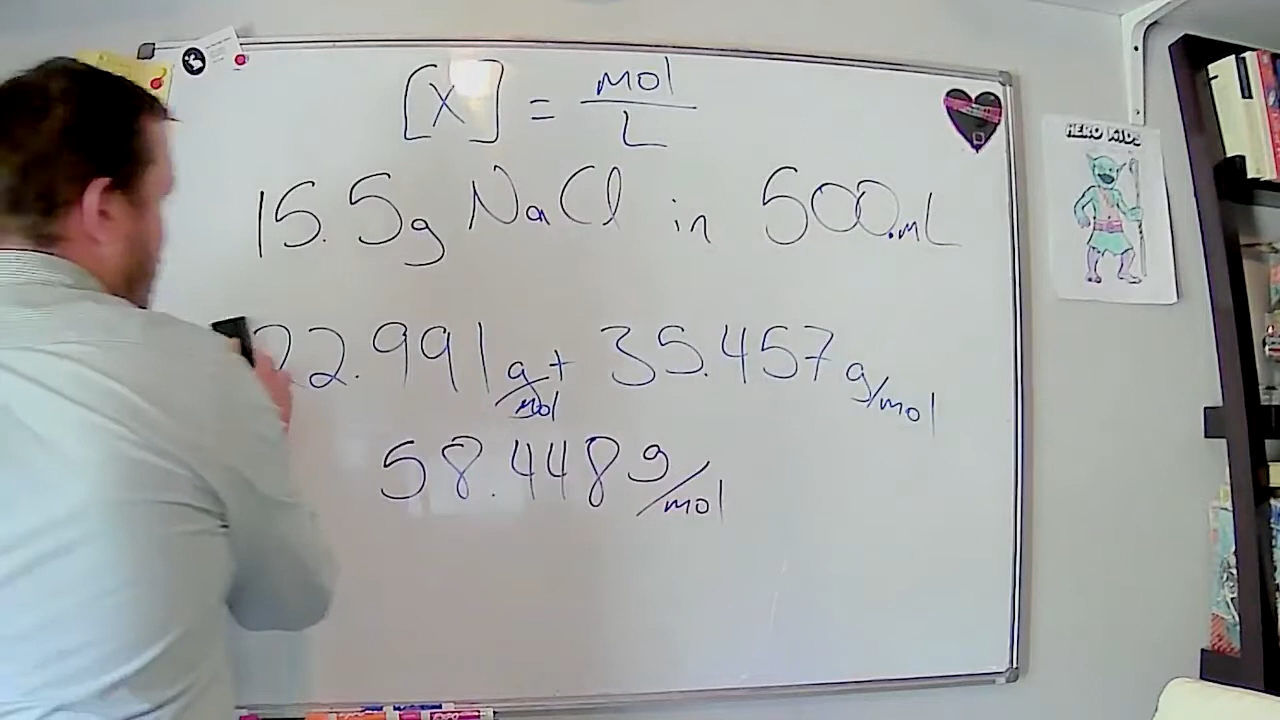 [X] = mol/L
15.5g NaCl in 500.mL
22.991 g/mol + 35.457 g/mol
58.448 g/mol
HERO KIDS